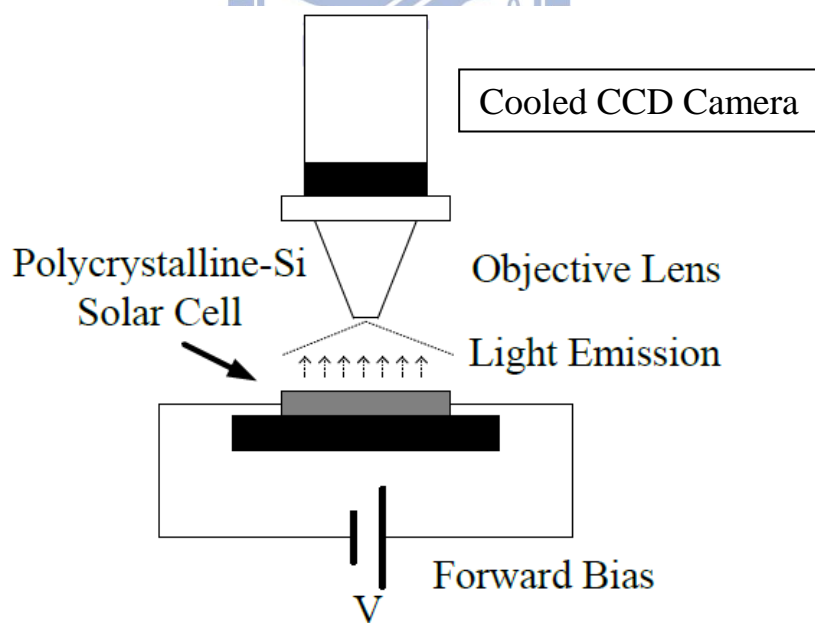 Cooled CCD Camera
Polycrystalline-Si
Solar Cell
Objective Lens
Light Emission
Forward Bias
V